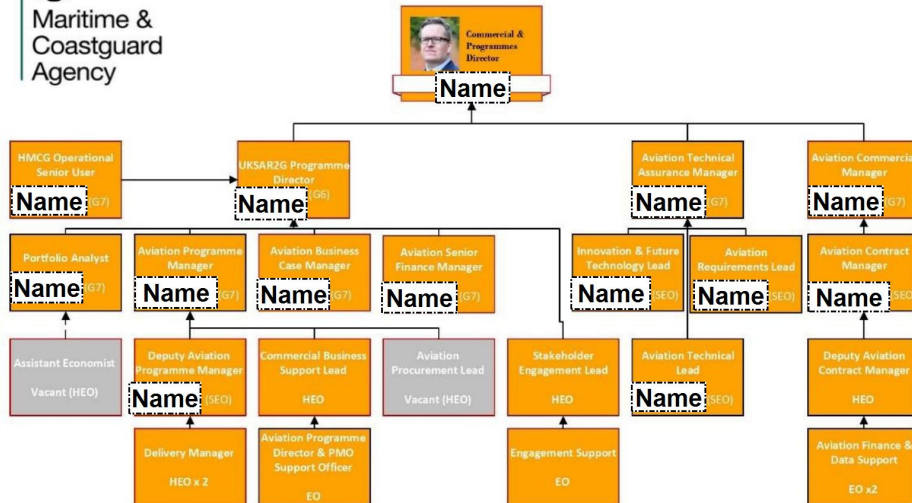 Maritime &
Coastguard
Agency
Commercial &
Programmes
Director
Name
HMCG Operational
Senior User
Name (G7)
UKSAR2G Programme
Director
Name (G6)
Aviation Technical
Assurance Manager
Name (G7)
Aviation Commercia
Manager
Name (G7)
Portfolio Analyst
Name (G7)
Aviation Programme
Manager
Name (G7)
Aviation Business
Case Manager
Name (G7)
Aviation Senior
Finance Manager
Name (G7)
Innovation & Future
Technology Lead
Name (SEO)
Aviation
Requirements Lead
Name (SEO)
Aviation Contract
Manager
Name (SEO
Assistant Economist
Vacant (HEO)
Deputy Aviation
Programme Manager
Name (SEO)
Commercial Business
Support Lead
HEO
Aviation
Procurement Lead
Vacant (HEO)
Stakeholder
Engagement Lead
HEO
Aviation Technical
Lead
Name (SEO)
Deputy Aviation
Contract Manager
HEO
Delivery Manager
HEO x 2
Aviation Programme
Director & PMO
Support Officer
EO
Engagement Support
EO
Aviation Finance &
Data Support
EO x2